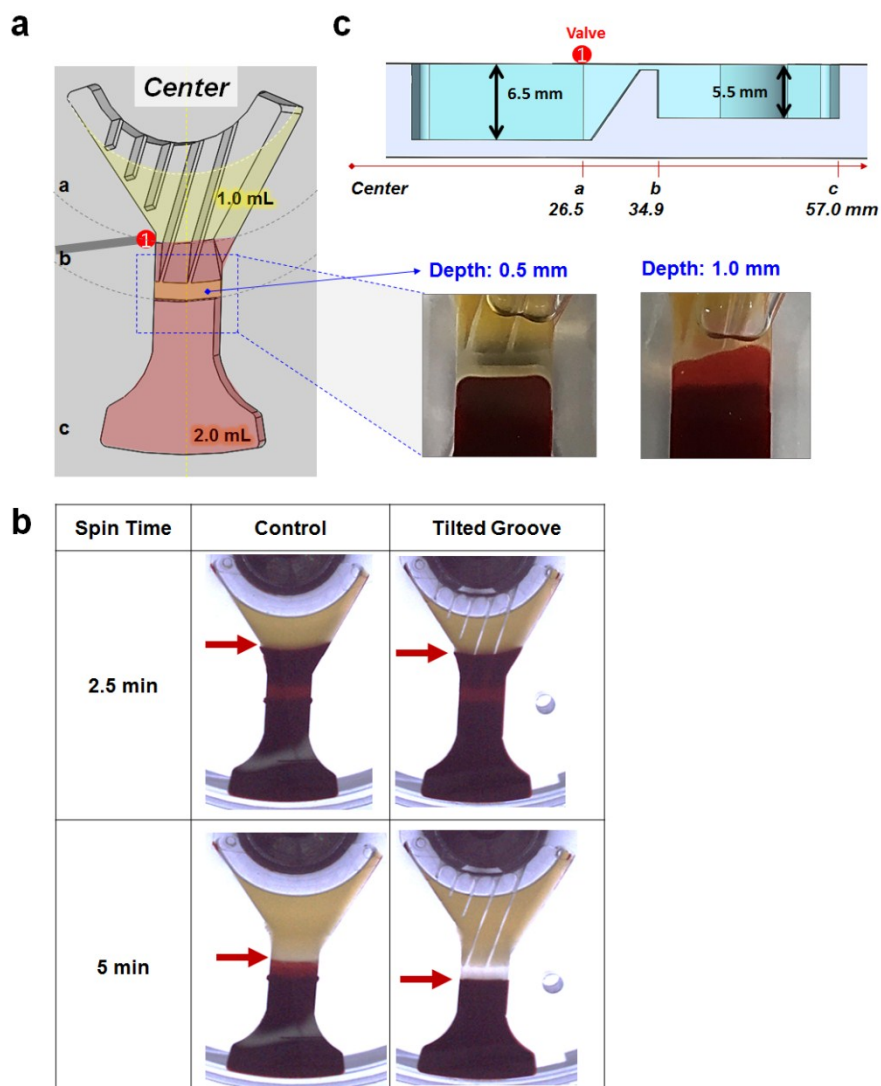 a
Center
a
1.0 mL
1
b
c
2.0 mL
c
Valve
1
6.5 mm
5.5 mm
Center
a
b
c
26.5
34.9
57.0 mm
Depth: 0.5 mm
Depth: 1.0 mm
b
Spin Time
Control
Tilted Groove
2.5 min
5 min